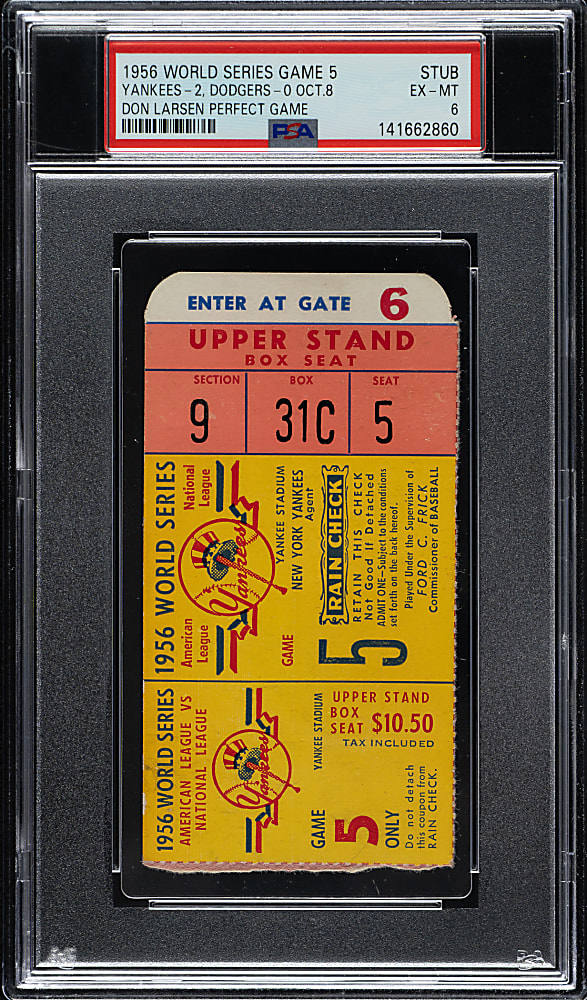 1956 WORLD SERIES GAME 5 STUB
YANKEES-2, DODGERS-0 OCT.8 EX-MT
DON LARSEN PERFECT GAME 6
PSA 141662860
ENTER AT GATE 6
UPPER STAND
BOX SEAT
SECTION BOX SEAT
9 31C 5
1956 WORLD SERIES
American League
National League
Yankees
GAME 5
YANKEE STADIUM
NEW YORK YANKEES
Agent
RAIN CHECK
RETAIN THIS CHECK
Not Good If Detached
ADMIT ONE—Subject to the conditions
set forth on the back hereof.
Played Under the Supervision of
FORD C. FRICK
Commissioner of BASEBALL
1956 WORLD SERIES
AMERICAN LEAGUE VS
NATIONAL LEAGUE
Yankees
YANKEE STADIUM
UPPER STAND
BOX
SEAT $10.50
TAX INCLUDED
GAME 5 ONLY
Do not detach
this coupon from
RAIN CHECK.